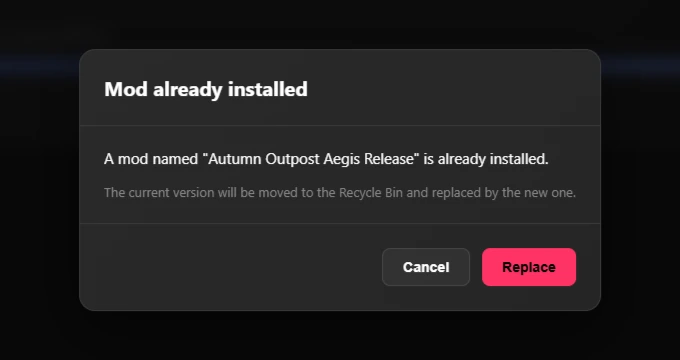 Mod already installed
A mod named "Autumn Outpost Aegis Release" is already installed.
The current version will be moved to the Recycle Bin and replaced by the new one.
Cancel Replace